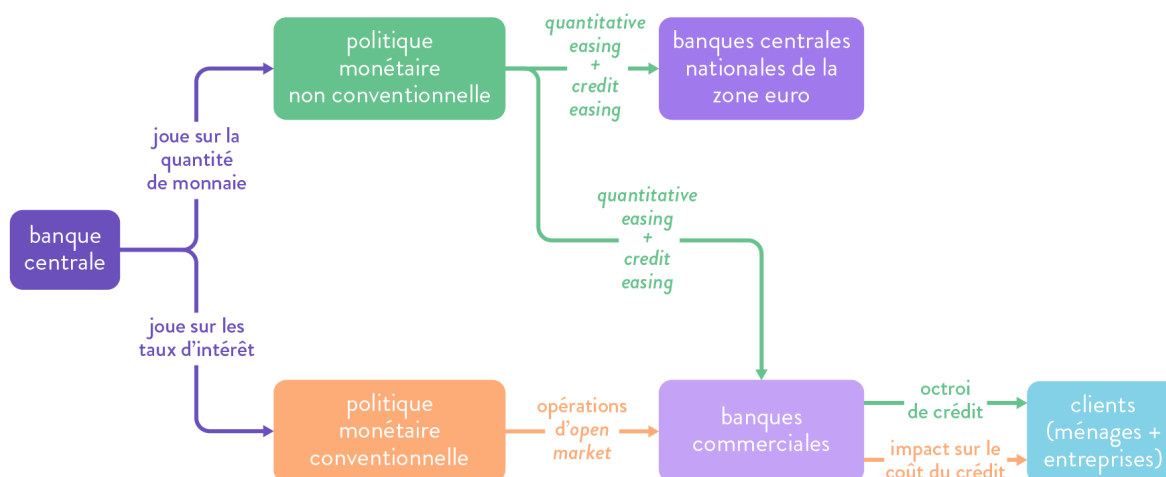 politique
monétaire
non conventionnelle
quantitative
easing
+
credit
easing
banques centrales
nationales de la
zone euro
joue sur la
quantité
de monnaie
quantitative
easing
+
credit
easing
banque
centrale
joue sur les
taux d'intérêt
politique
monétaire
conventionnelle
opérations
d'open
market
banques
commerciales
octroi
de crédit
impact sur le
coût du crédit
clients
(ménages +
entreprises)